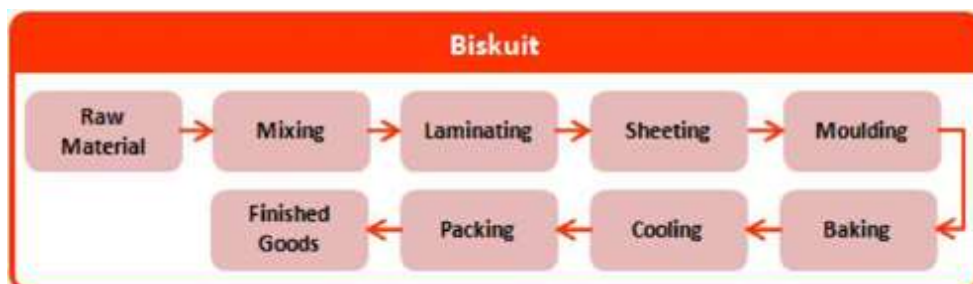 Biskuit
Raw
Material
Mixing
Laminating
Sheeting
Moulding
Baking
Cooling
Packing
Finished
Goods